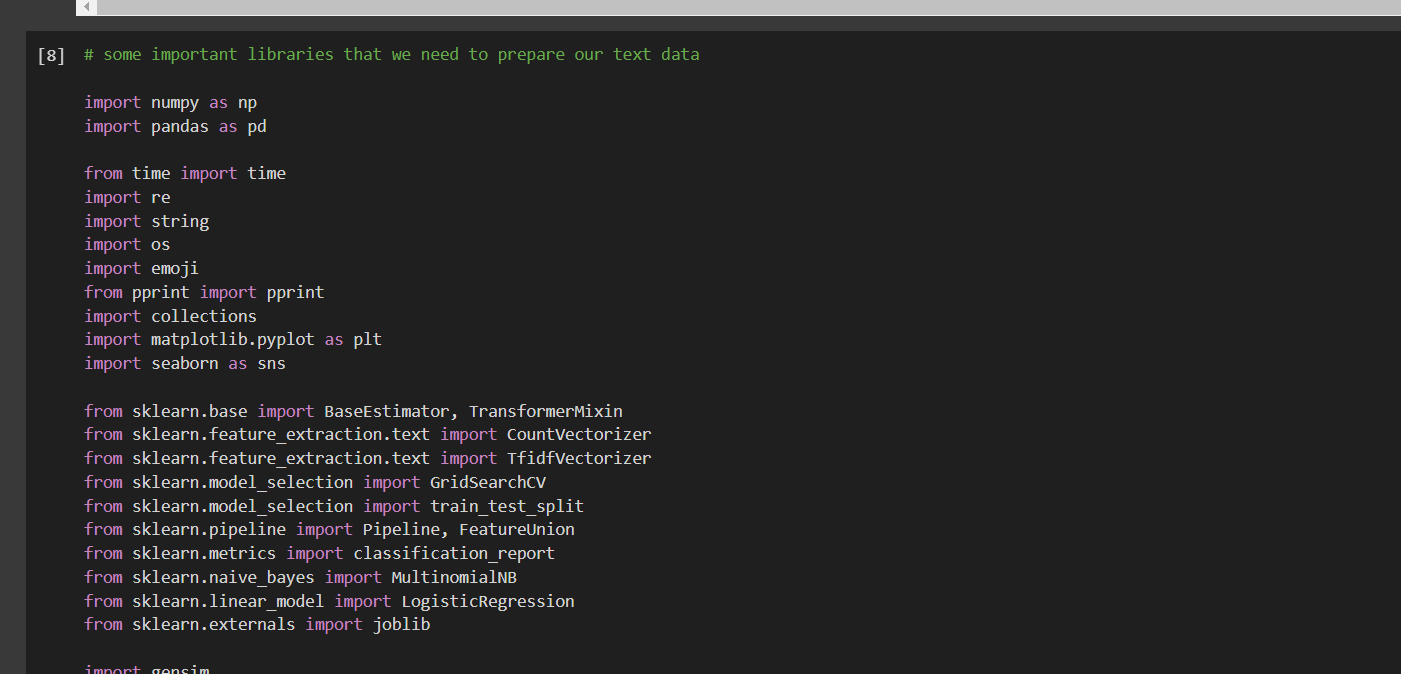 [8] # some important libraries that we need to prepare our text data
import numpy as np
import pandas as pd
from time import time
import re
import string
import os
import emoji
from pprint import pprint
import collections
import matplotlib.pyplot as plt
import seaborn as sns
from sklearn.base import BaseEstimator, TransformerMixin
from sklearn.feature_extraction.text import CountVectorizer
from sklearn.feature_extraction.text import TfidfVectorizer
from sklearn.model_selection import GridSearchCV
from sklearn.model_selection import train_test_split
from sklearn.pipeline import Pipeline, FeatureUnion
from sklearn.metrics import classification_report
from sklearn.naive_bayes import MultinomialNB
from sklearn.linear_model import LogisticRegression
from sklearn.externals import joblib
import gensim